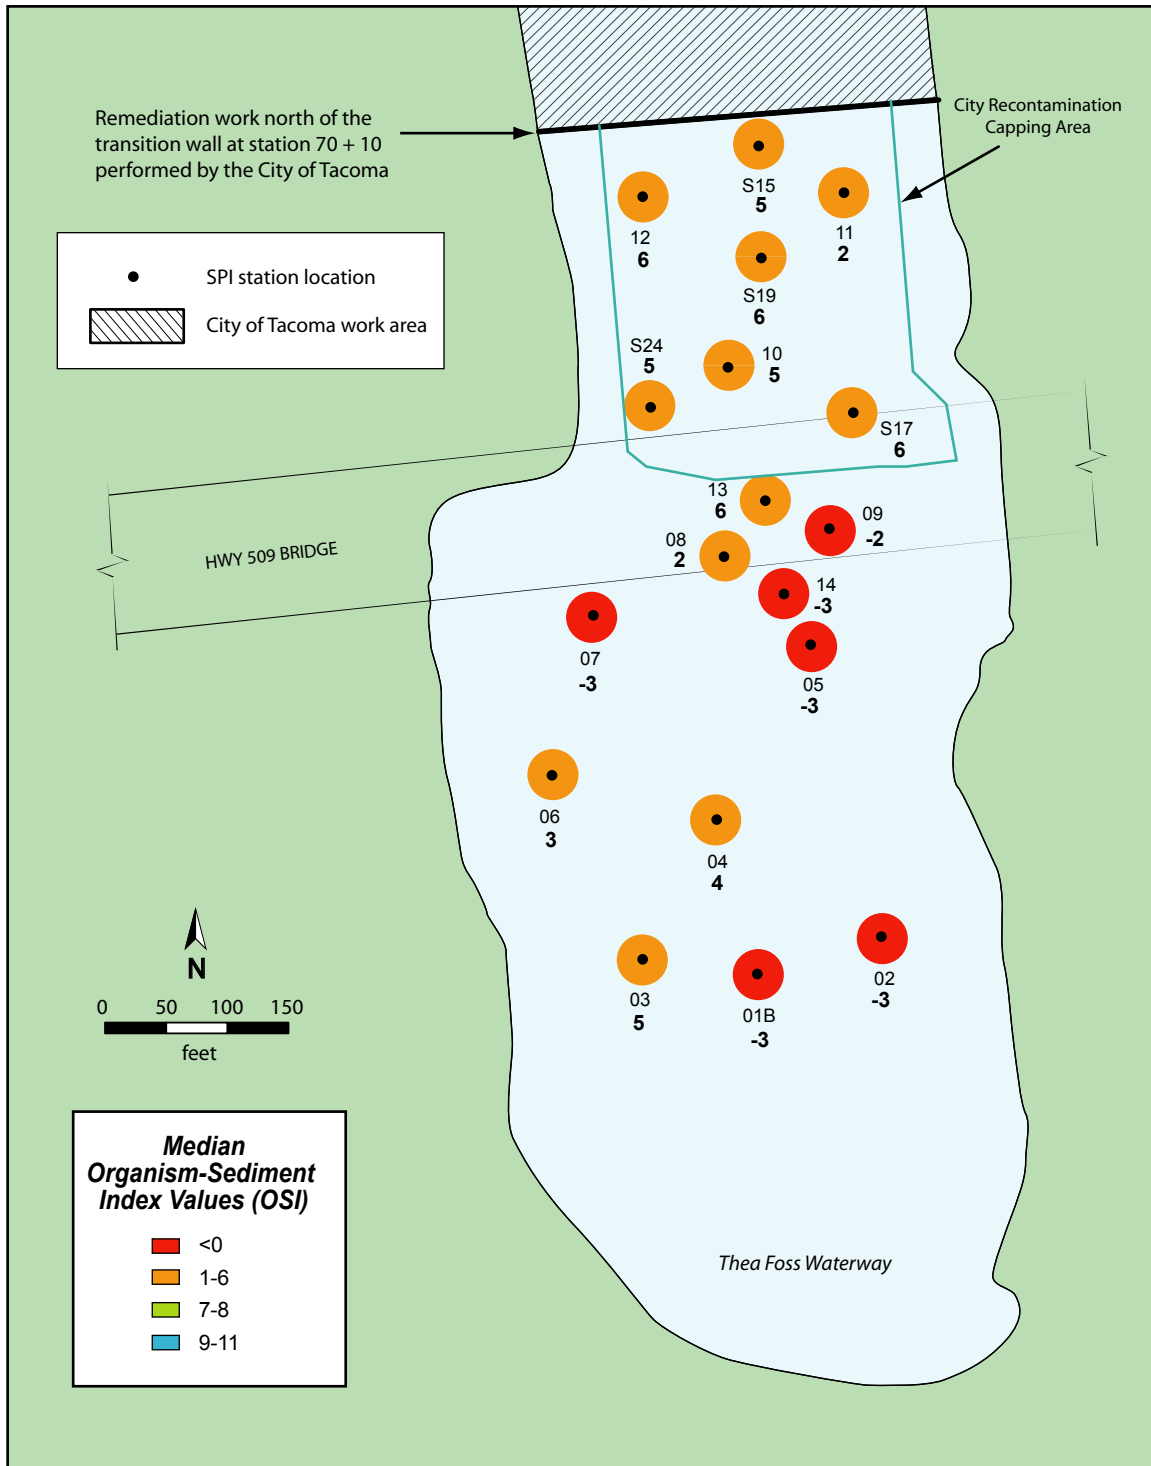 Remediation work north of the
transition wall at station 70 + 10
performed by the City of Tacoma
City Recontamination
Capping Area
SPI station location
City of Tacoma work area
S15
5
12
6
11
2
S19
6
S24
5
10
5
S17
6
13
6
09
-2
08
2
HWY 509 BRIDGE
14
-3
07
-3
05
-3
06
3
04
4
03
5
01B
-3
02
-3
N
0 50 100 150
feet
Median
Organism-Sediment
Index Values (OSI)
<0
1-6
7-8
9-11
Thea Foss Waterway